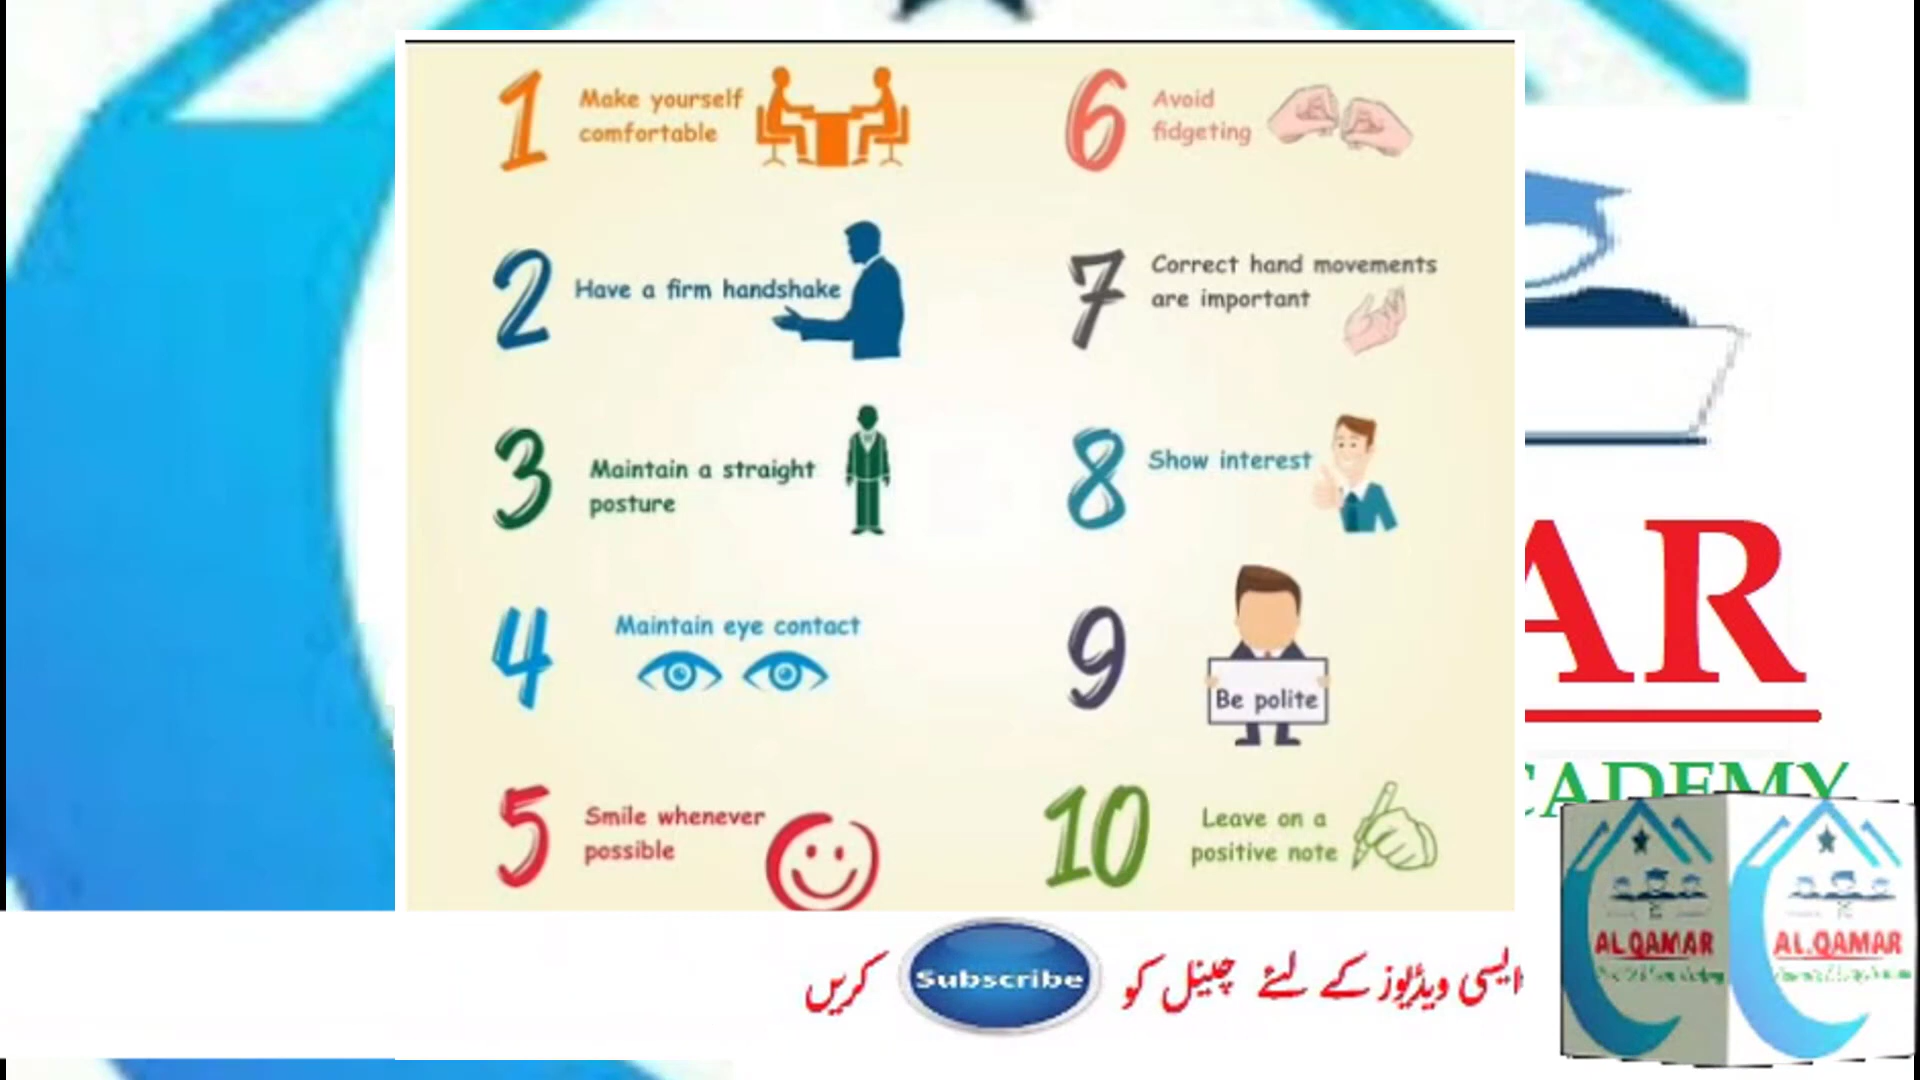 1
Make yourself
comfortable
2
Have a firm handshake
3
Maintain a straight
posture
4
Maintain eye contact
5
Smile whenever
possible
6
Avoid
fidgeting
7
Correct hand movements
are important
8
Show interest
9
Be polite
10
Leave on a
positive note
AR
CADEMY
ایسی ویڈیوز کے لئے چینل کو Subscribe کریں
AL.QAMAR
AL.QAMAR